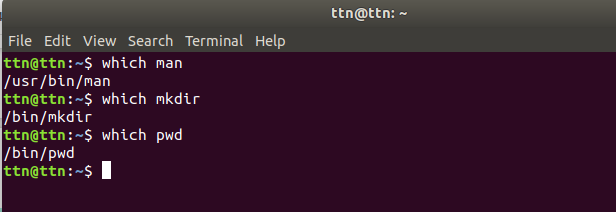 ttn@ttn: ~
File Edit View Search Terminal Help
ttn@ttn:~$ which man
/usr/bin/man
ttn@ttn:~$ which mkdir
/bin/mkdir
ttn@ttn:~$ which pwd
/bin/pwd
ttn@ttn:~$